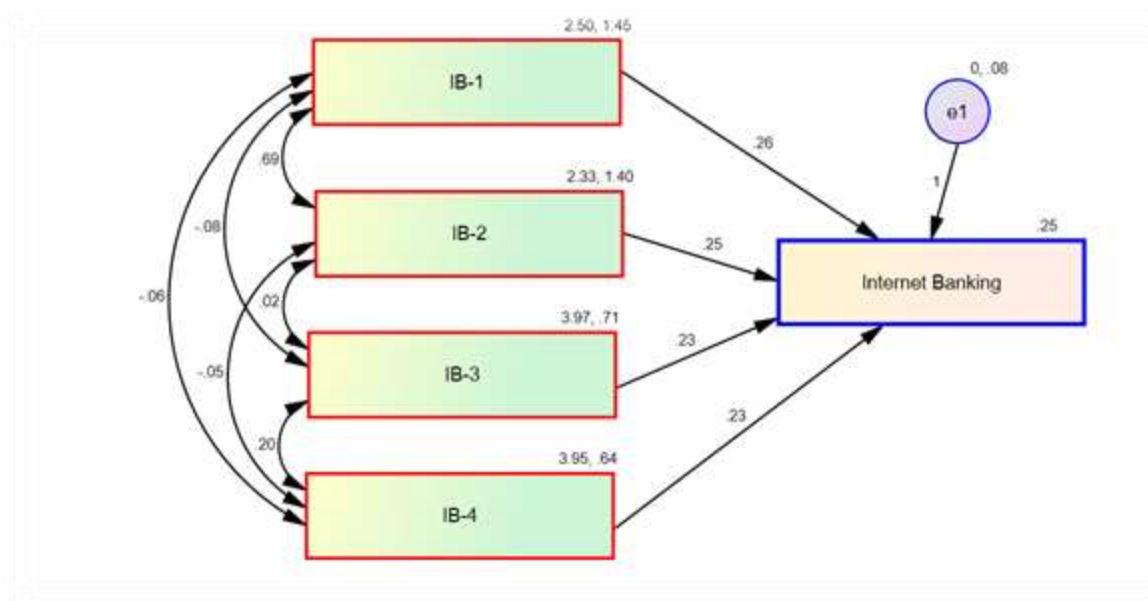 2.50, 1.45
IB-1
0, .08
e1
.26
.69
1
2.33, 1.40
IB-2
.25
.25
-.08
Internet Banking
-.06
.02
3.97, .71
.23
IB-3
-.05
.23
.20
3.95, .64
IB-4